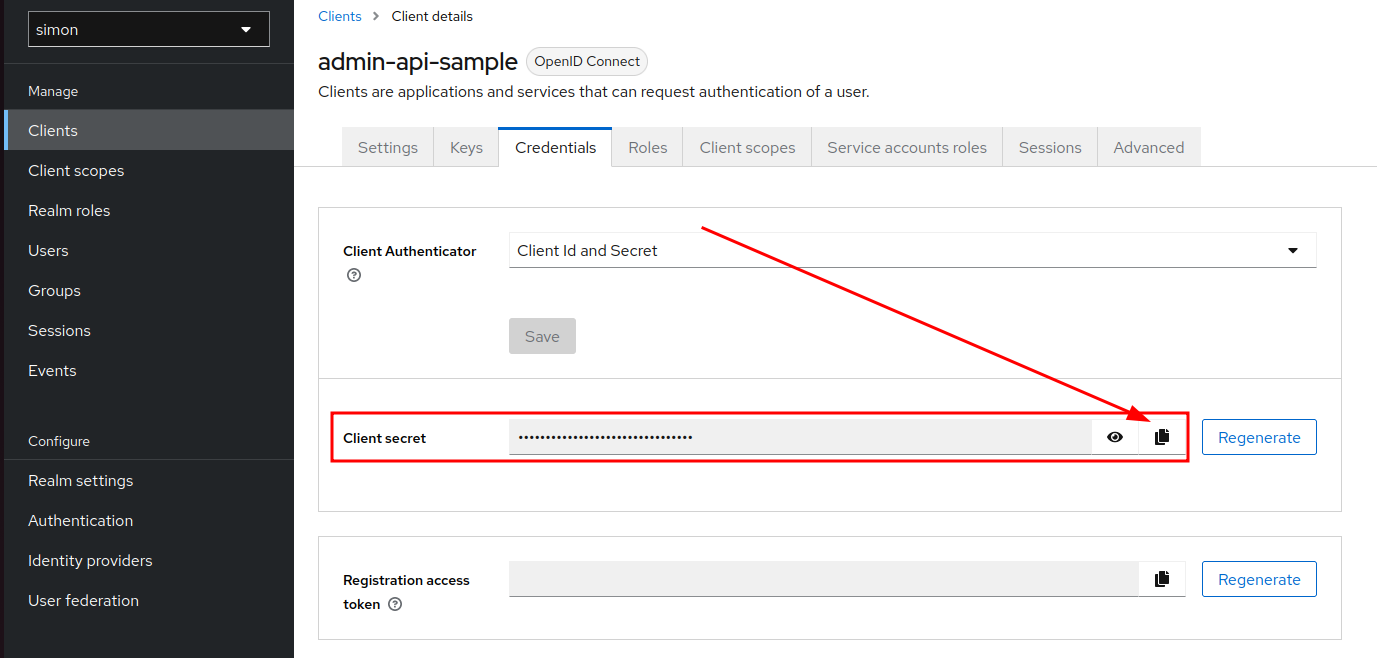 simon
Manage
Clients
Client scopes
Realm roles
Users
Groups
Sessions
Events
Configure
Realm settings
Authentication
Identity providers
User federation
Clients > Client details
admin-api-sample OpenID Connect
Clients are applications and services that can request authentication of a user.
Settings Keys Credentials Roles Client scopes Service accounts roles Sessions Advanced
Client Authenticator Client Id and Secret
Save
Client secret •••••••••••••••••••••••••••••••• Regenerate
Registration access Regenerate
token